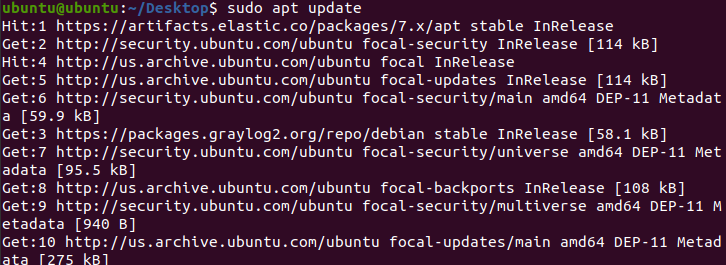 ubuntu@ubuntu:~/Desktop$ sudo apt update
Hit:1 https://artifacts.elastic.co/packages/7.x/apt stable InRelease
Get:2 http://security.ubuntu.com/ubuntu focal-security InRelease [114 kB]
Hit:4 http://us.archive.ubuntu.com/ubuntu focal InRelease
Get:5 http://us.archive.ubuntu.com/ubuntu focal-updates InRelease [114 kB]
Get:6 http://security.ubuntu.com/ubuntu focal-security/main amd64 DEP-11 Metadat
a [59.9 kB]
Get:3 https://packages.graylog2.org/repo/debian stable InRelease [58.1 kB]
Get:7 http://security.ubuntu.com/ubuntu focal-security/universe amd64 DEP-11 Met
adata [95.5 kB]
Get:8 http://us.archive.ubuntu.com/ubuntu focal-backports InRelease [108 kB]
Get:9 http://security.ubuntu.com/ubuntu focal-security/multiverse amd64 DEP-11 M
etadata [940 B]
Get:10 http://us.archive.ubuntu.com/ubuntu focal-updates/main amd64 DEP-11 Metad
ata [275 kB]